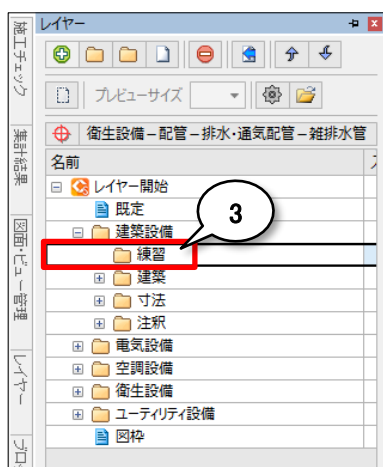 レイヤー
プレビューサイズ
衛生設備－配管－排水・通気配管－雑排水管
名前
レイヤー開始
既定
建築設備
練習
3
建築
寸法
注釈
電気設備
空調設備
衛生設備
ユーティリティ設備
図枠
施工チェック
集計結果
図面・ビュー管理
レイヤー